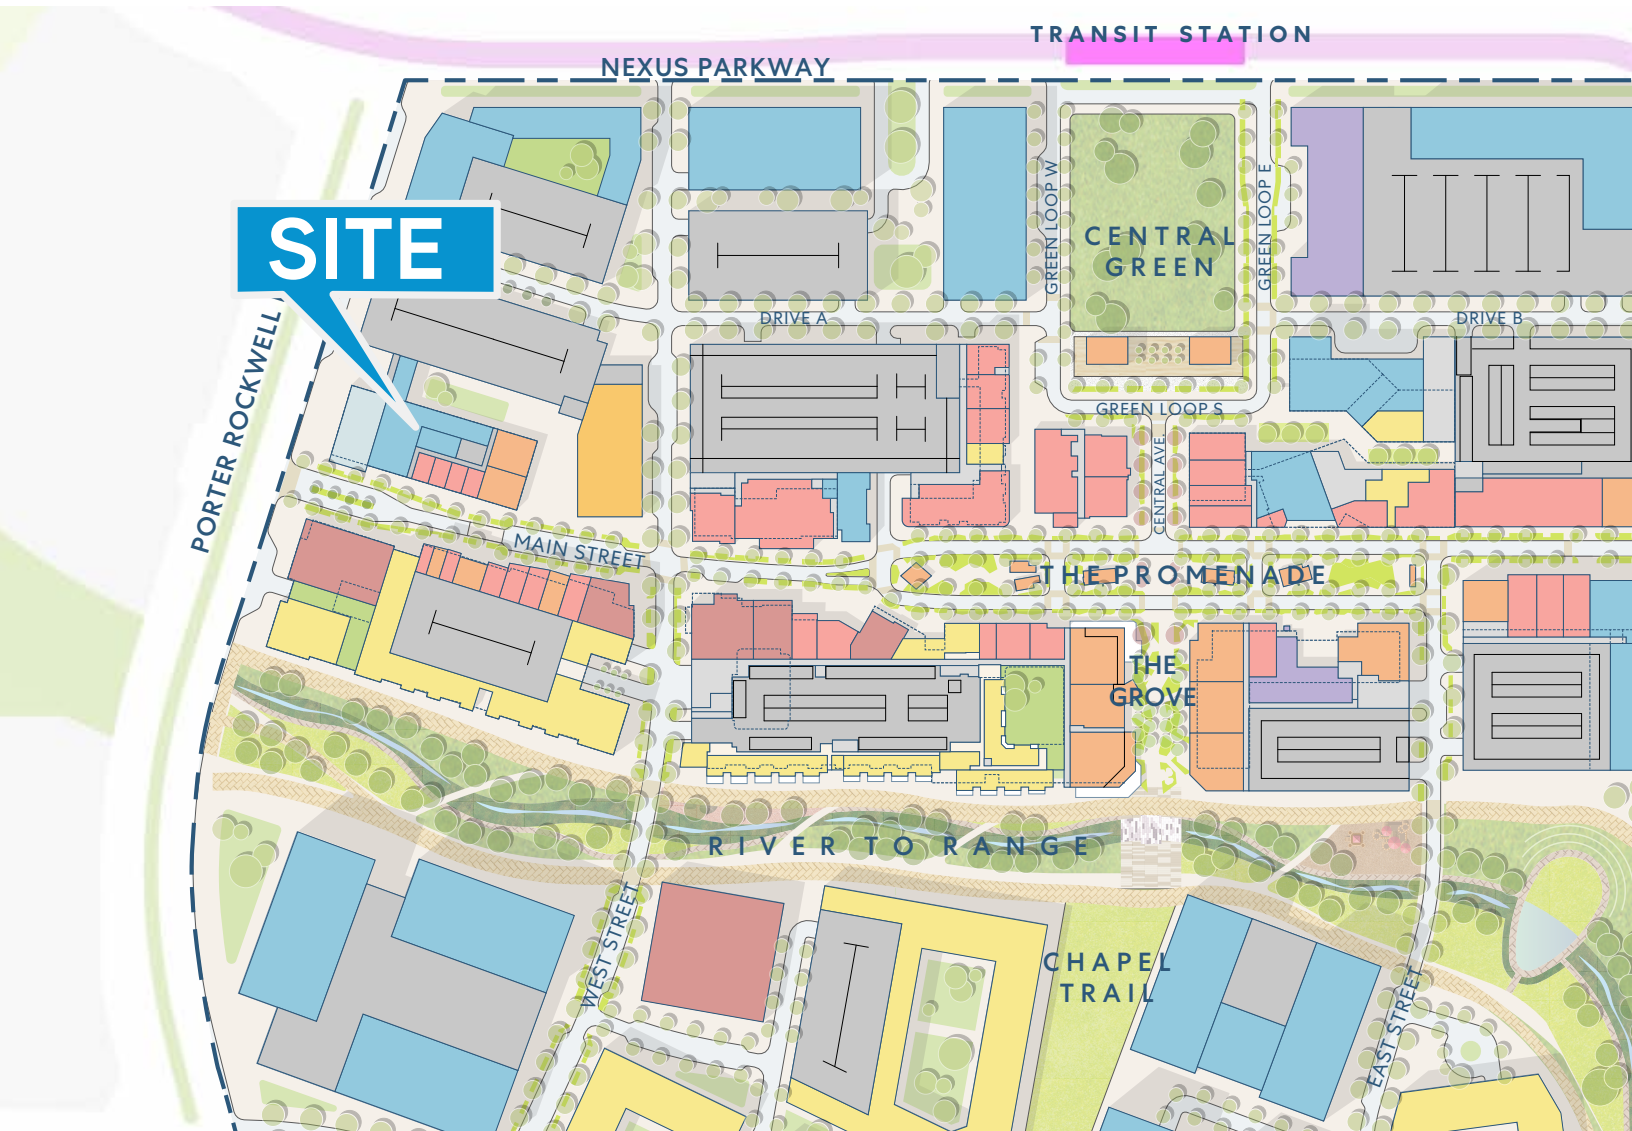 TRANSIT STATION
NEXUS PARKWAY
SITE
GREEN LOOP W
GREEN LOOP E
CENTRAL
GREEN
DRIVE A
DRIVE B
PORTER ROCKWELL
GREEN LOOP S
CENTRAL AVE
MAIN STREET
THE PROMENADE
THE
GROVE
RIVER TO RANGE
WEST STREET
CHAPEL
TRAIL
EAST STREET